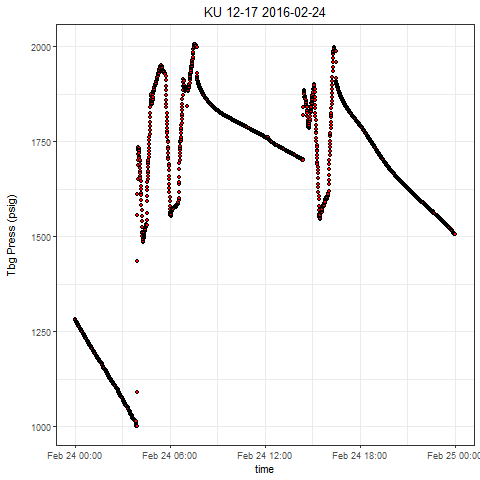 KU 12-17 2016-02-24
Tbg Press (psig)
2000
1750
1500
1250
1000
Feb 24 00:00
Feb 24 06:00
Feb 24 12:00
Feb 24 18:00
Feb 25 00:00
time